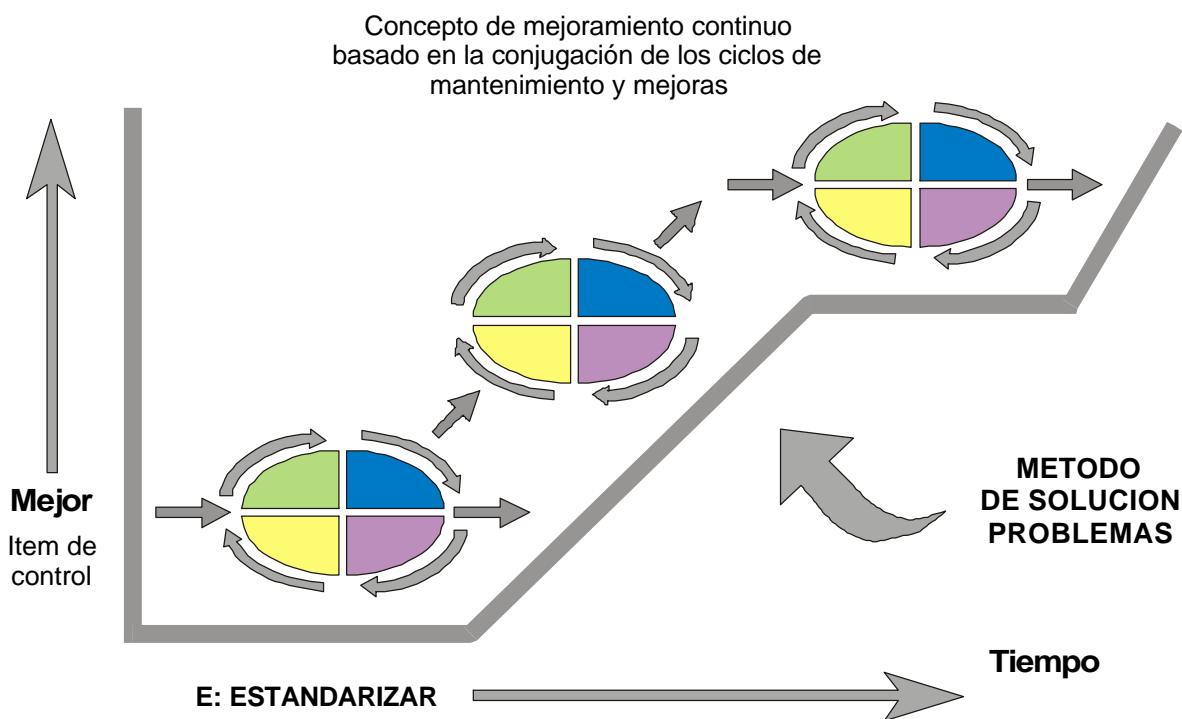 Concepto de mejoramiento continuo
basado en la conjugación de los ciclos de
mantenimiento y mejoras
Mejor
Item de
control
METODO
DE SOLUCION
PROBLEMAS
Tiempo
E: ESTANDARIZAR